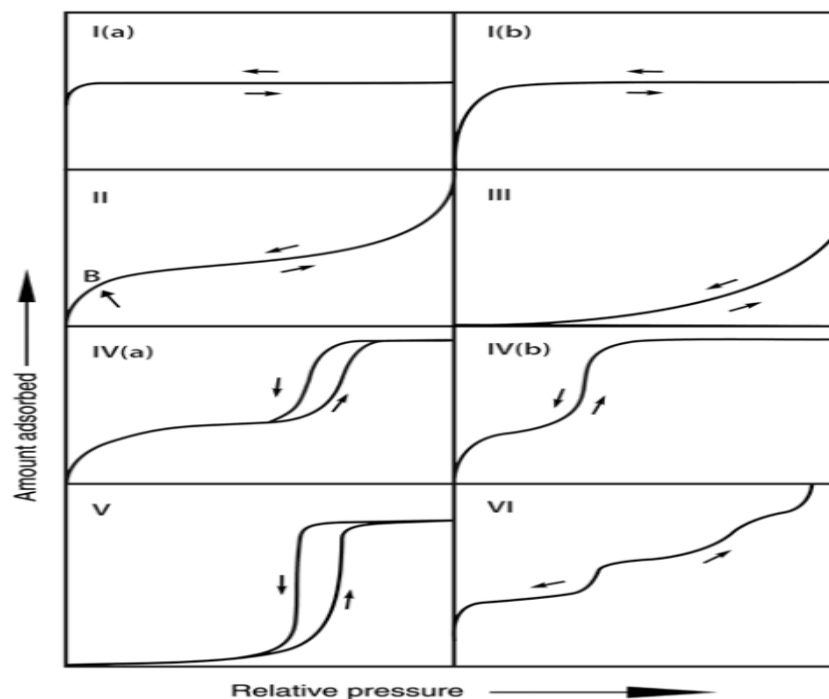 I(a)
I(b)
II
III
B
IV(a)
IV(b)
V
VI
Amount adsorbed
Relative pressure